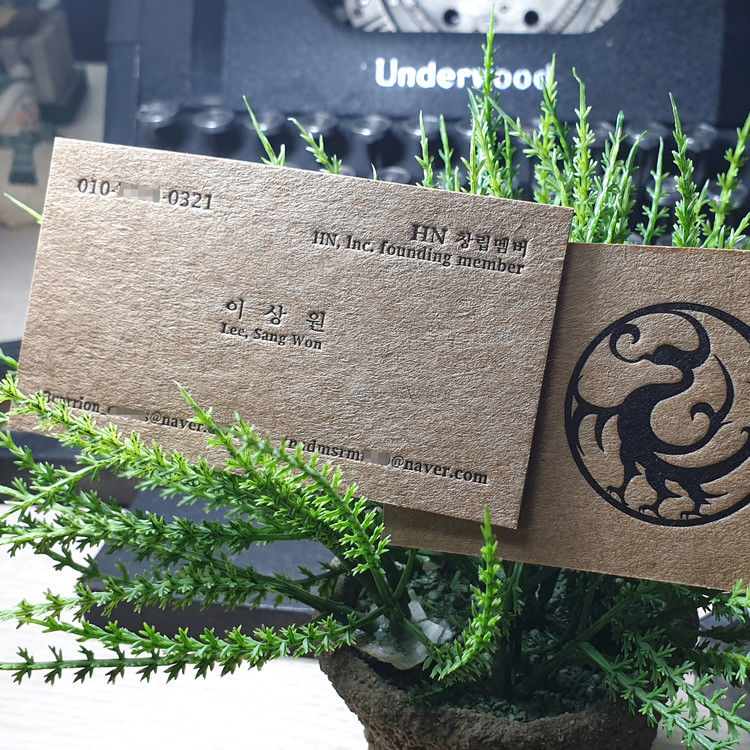 Underwood
010- -0321
HN 창립멤버
HN, Inc. founding member
이 상 원
Lee, Sang Won
@naver.
@naver.com